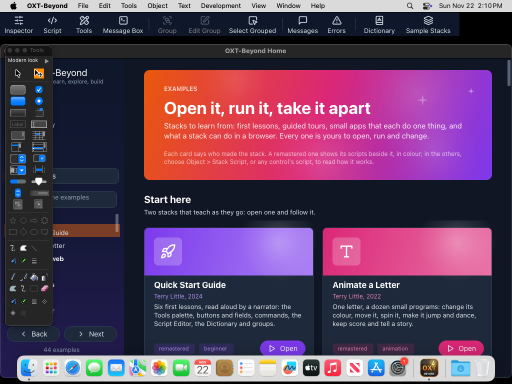 OXT-Beyond File Edit Tools Object Text Development View Window Help Sun Nov 22 2:10 PM
Inspector Script Tools Message Box Group Edit Group Select Grouped Messages Errors Dictionary Sample Stacks
Tools
OXT-Beyond Home
Modern look
-Beyond
learn, explore, build
EXAMPLES
Open it, run it, take it apart
Stacks to learn from: first lessons, guided tours, small apps that each do one thing, and
what a stack can do in a browser. Every one is yours to open, run and change.
Each card says who made the stack. A remastered one shows its scripts beside it, in colour; in the others,
choose Object > Stack Script, or any control's script, to read how it works.
Start here
Two stacks that teach as they go: open one and follow it.
examples
Guide
etter
web
Quick Start Guide
Terry Little, 2024
Six first lessons, read aloud by a narrator: the
Tools palette, buttons and fields, commands, the
Script Editor, the Dictionary and groups.
remastered beginner Open
Animate a Letter
Terry Little, 2022
One letter, a dozen small programs: change its
colour, move it, spin it, make it jump and dance,
keep score and tell a story.
remastered animation Open
Back Next
44 examples
NOV
22